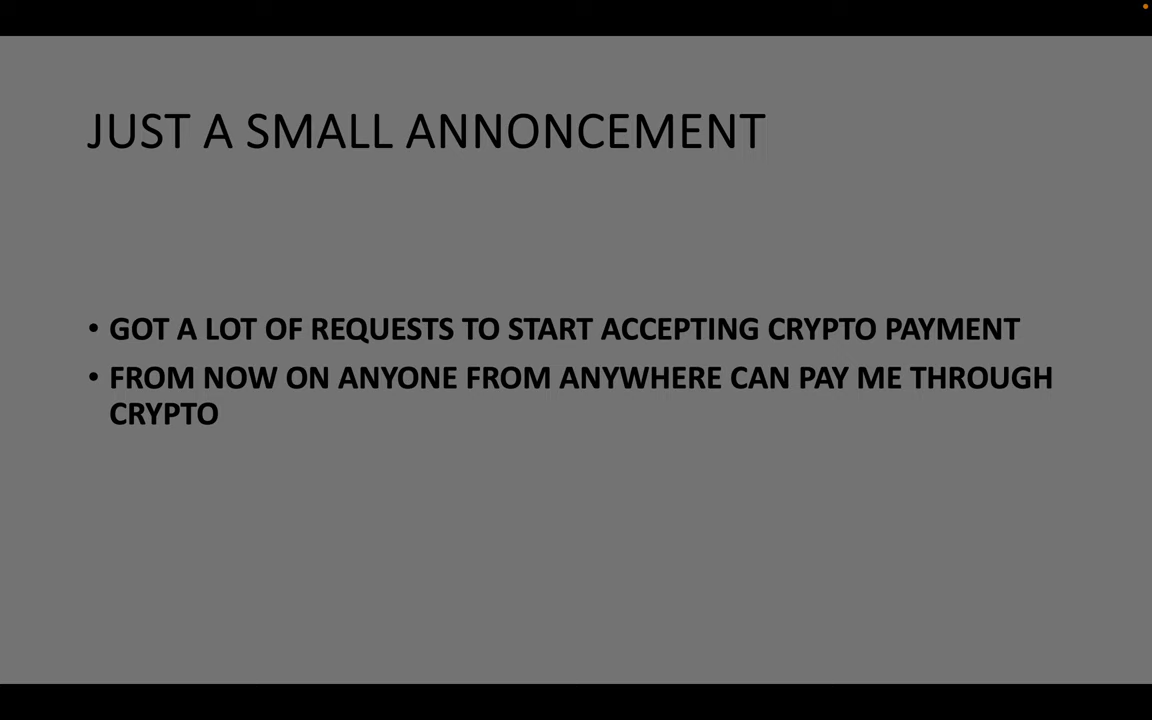 JUST A SMALL ANNONCEMENT
• GOT A LOT OF REQUESTS TO START ACCEPTING CRYPTO PAYMENT
• FROM NOW ON ANYONE FROM ANYWHERE CAN PAY ME THROUGH
CRYPTO